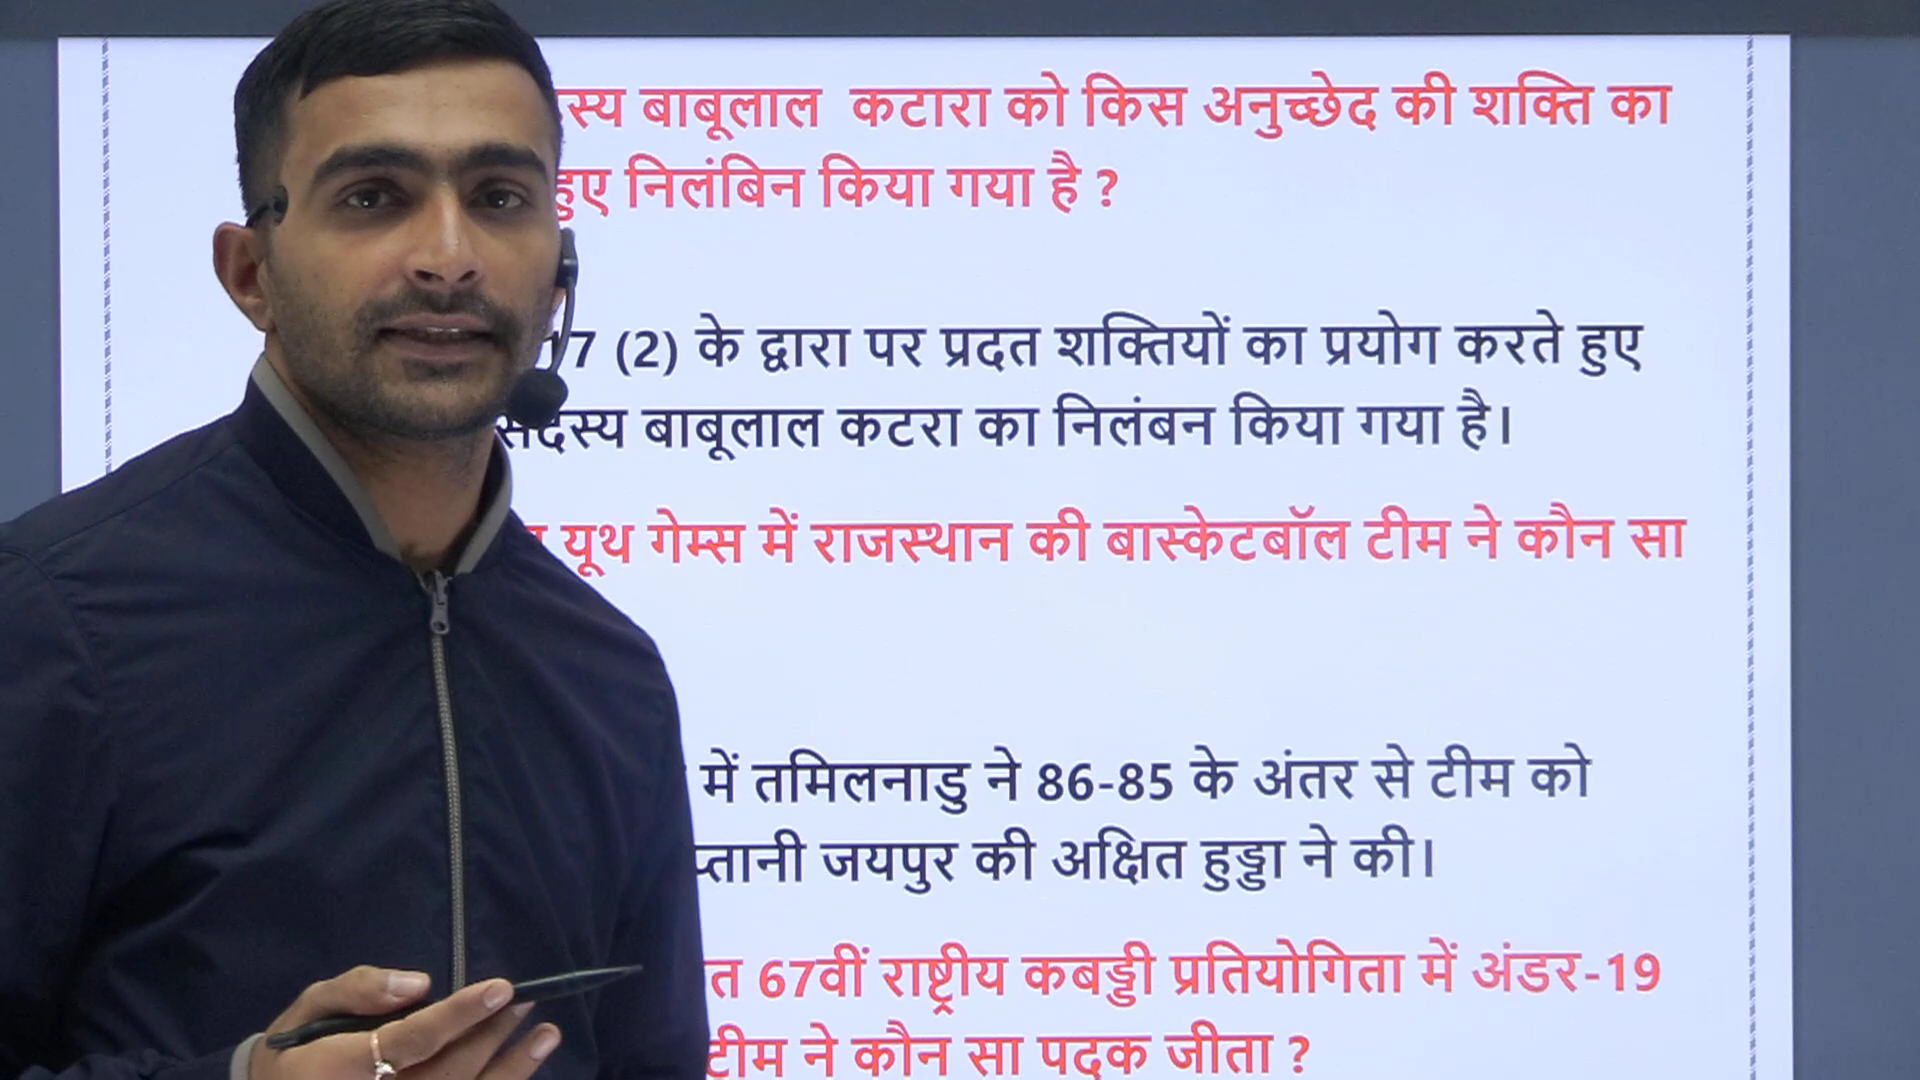 बाबूलाल कटारा को किस अनुच्छेद की शक्ति का
हुए निलंबिन किया गया है ?
(2) के द्वारा पर प्रदत शक्तियों का प्रयोग करते हुए
सदस्य बाबूलाल कटरा का निलंबन किया गया है।
यूथ गेम्स में राजस्थान की बास्केटबॉल टीम ने कौन सा
में तमिलनाडु ने 86-85 के अंतर से टीम को
जयपुर की अक्षित हुड्डा ने की।
67वीं राष्ट्रीय कबड्डी प्रतियोगिता में अंडर-19
टीम ने कौन सा पदक जीता ?